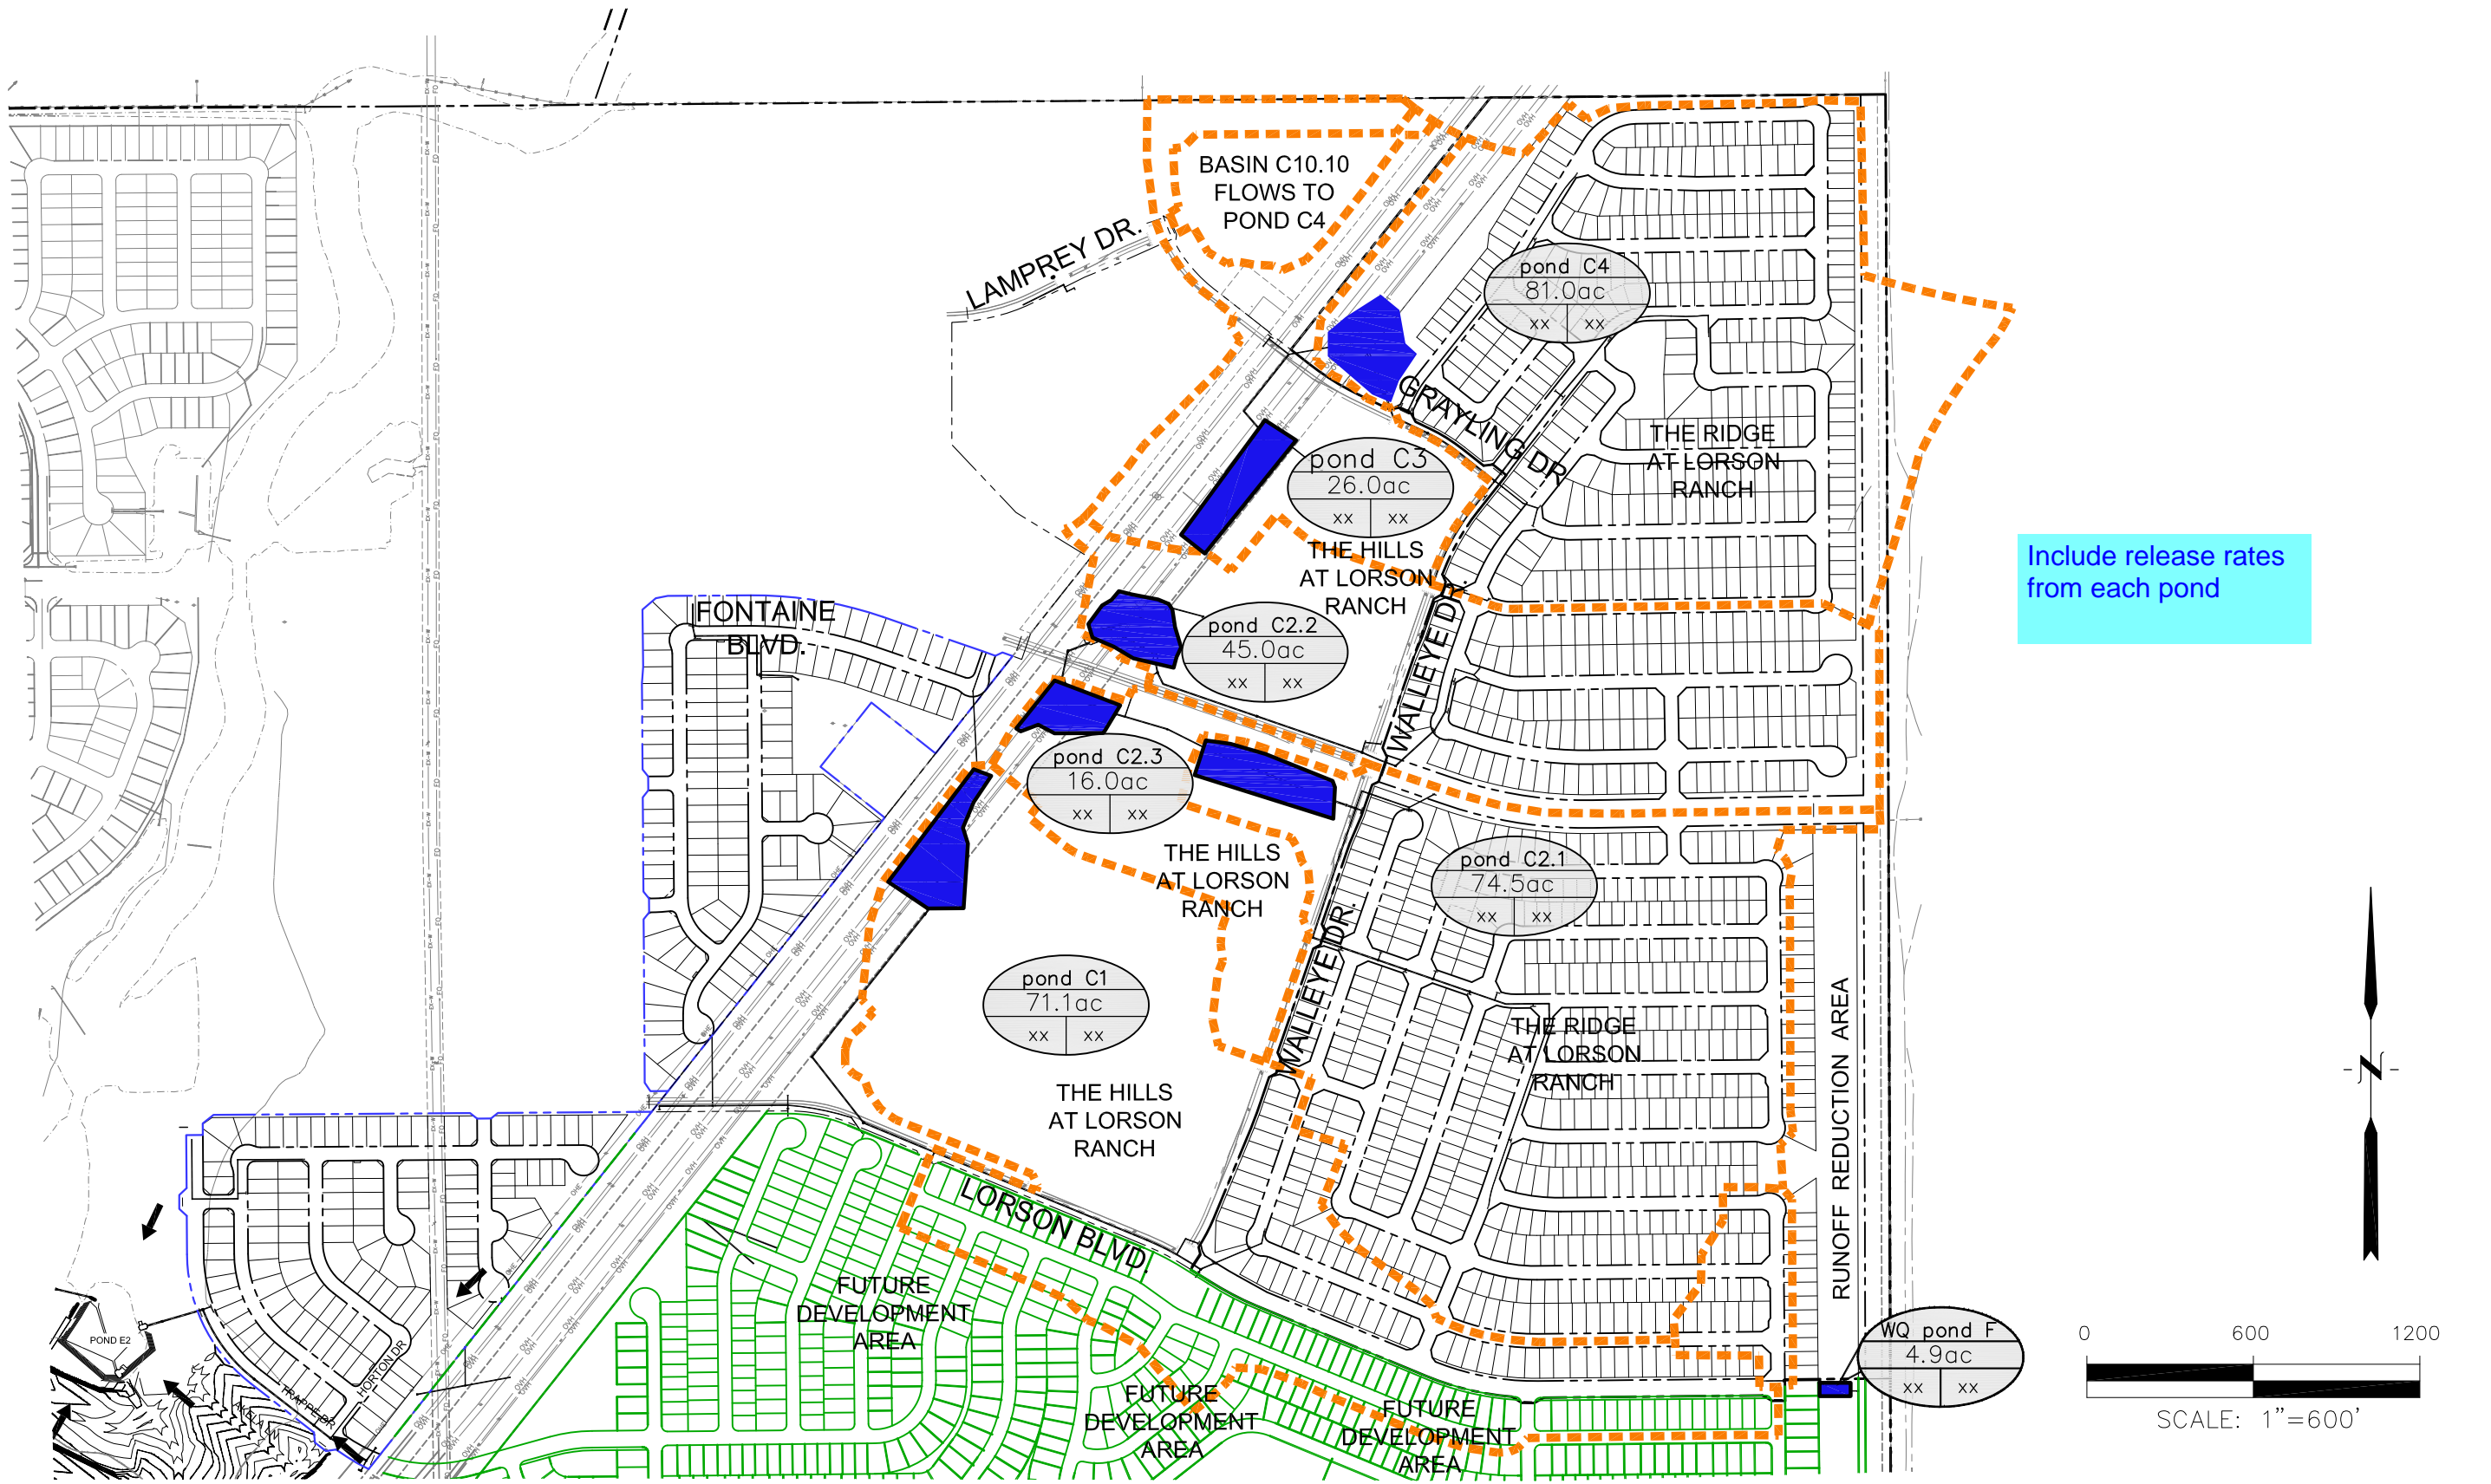 BASIN C10.10
FLOWS TO
POND C4
LAMPREY DR.
pond C4
81.0ac
xx xx
GRAYLING DR
THE RIDGE
AT LORSON
RANCH
pond C3
26.0ac
xx xx
THE HILLS
AT LORSON
RANCH
Include release rates
from each pond
FONTAINE
BLVD.
pond C2.2
45.0ac
xx xx
WALLEYE DR.
pond C2.3
16.0ac
xx xx
THE HILLS
AT LORSON
RANCH
pond C2.1
74.5ac
xx xx
WALLEYE DR.
pond C1
71.1ac
xx xx
THE RIDGE
AT LORSON
RANCH
RUNOFF REDUCTION AREA
THE HILLS
AT LORSON
RANCH
LORSON BLVD.
N
FUTURE
DEVELOPMENT
AREA
FUTURE
DEVELOPMENT
AREA
FUTURE
DEVELOPMENT
AREA
POND E2
HORTON DR
TRAPPE DR
WQ pond F
4.9ac
xx xx
0 600 1200
SCALE: 1"=600'